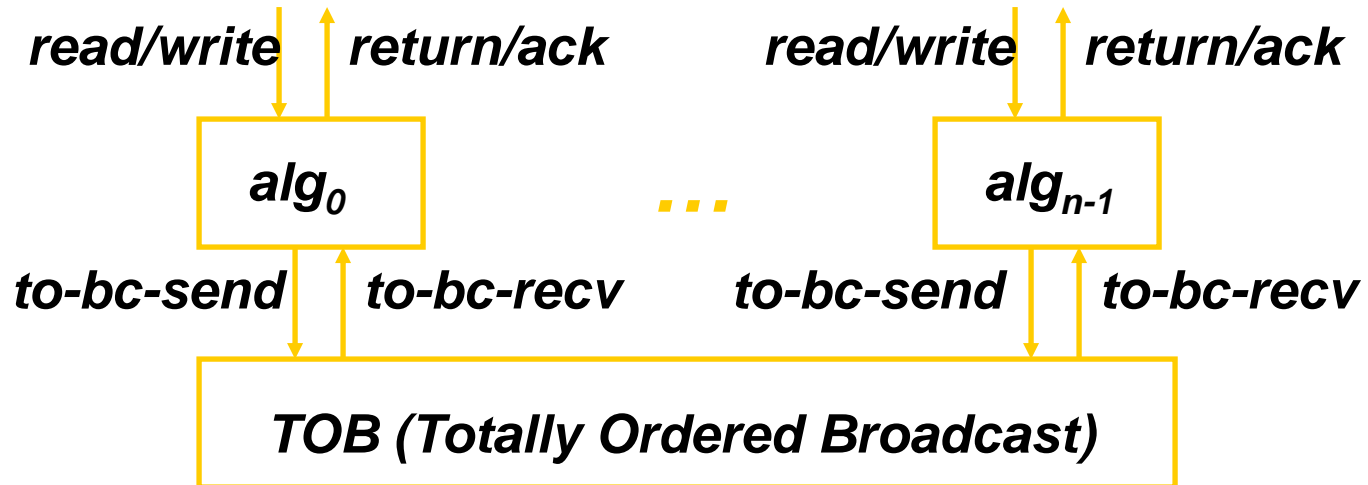 read/write return/ack read/write return/ack
alg0 ... algn-1
to-bc-send to-bc-recv to-bc-send to-bc-recv
TOB (Totally Ordered Broadcast)